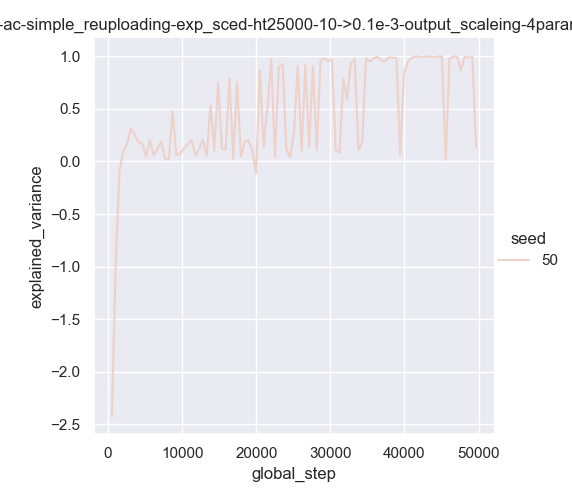 -ac-simple_reuploading-exp_sced-ht25000-10->0.1e-3-output_scaleing-4param
explained_variance
1.0
0.5
0.0
−0.5
−1.0
−1.5
−2.0
−2.5
0 10000 20000 30000 40000 50000
global_step
seed
50